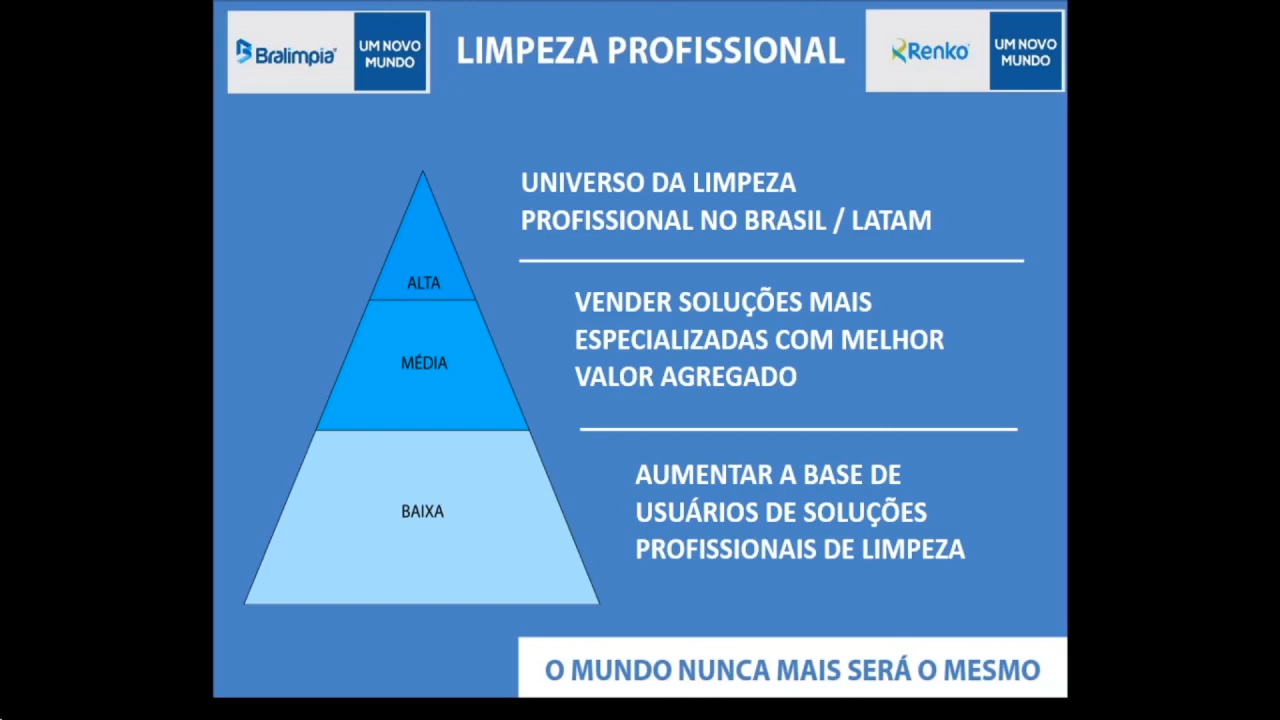 Bralimpia
UM NOVO
MUNDO
LIMPEZA PROFISSIONAL
Renko
UM NOVO
MUNDO
UNIVERSO DA LIMPEZA
PROFISSIONAL NO BRASIL / LATAM
ALTA
VENDER SOLUÇÕES MAIS
ESPECIALIZADAS COM MELHOR
VALOR AGREGADO
MÉDIA
AUMENTAR A BASE DE
USUÁRIOS DE SOLUÇÕES
PROFISSIONAIS DE LIMPEZA
BAIXA
O MUNDO NUNCA MAIS SERÁ O MESMO